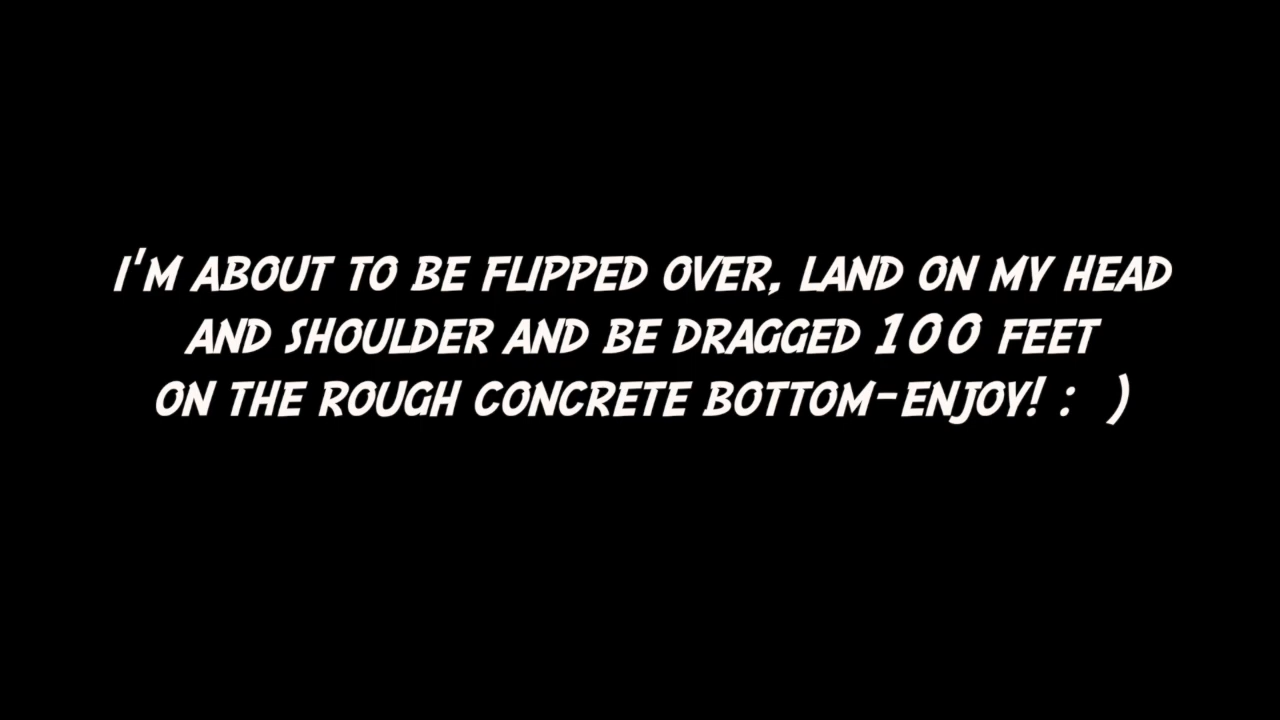 I'M ABOUT TO BE FLIPPED OVER, LAND ON MY HEAD
AND SHOULDER AND BE DRAGGED 100 FEET
ON THE ROUGH CONCRETE BOTTOM-ENJOY! :  )